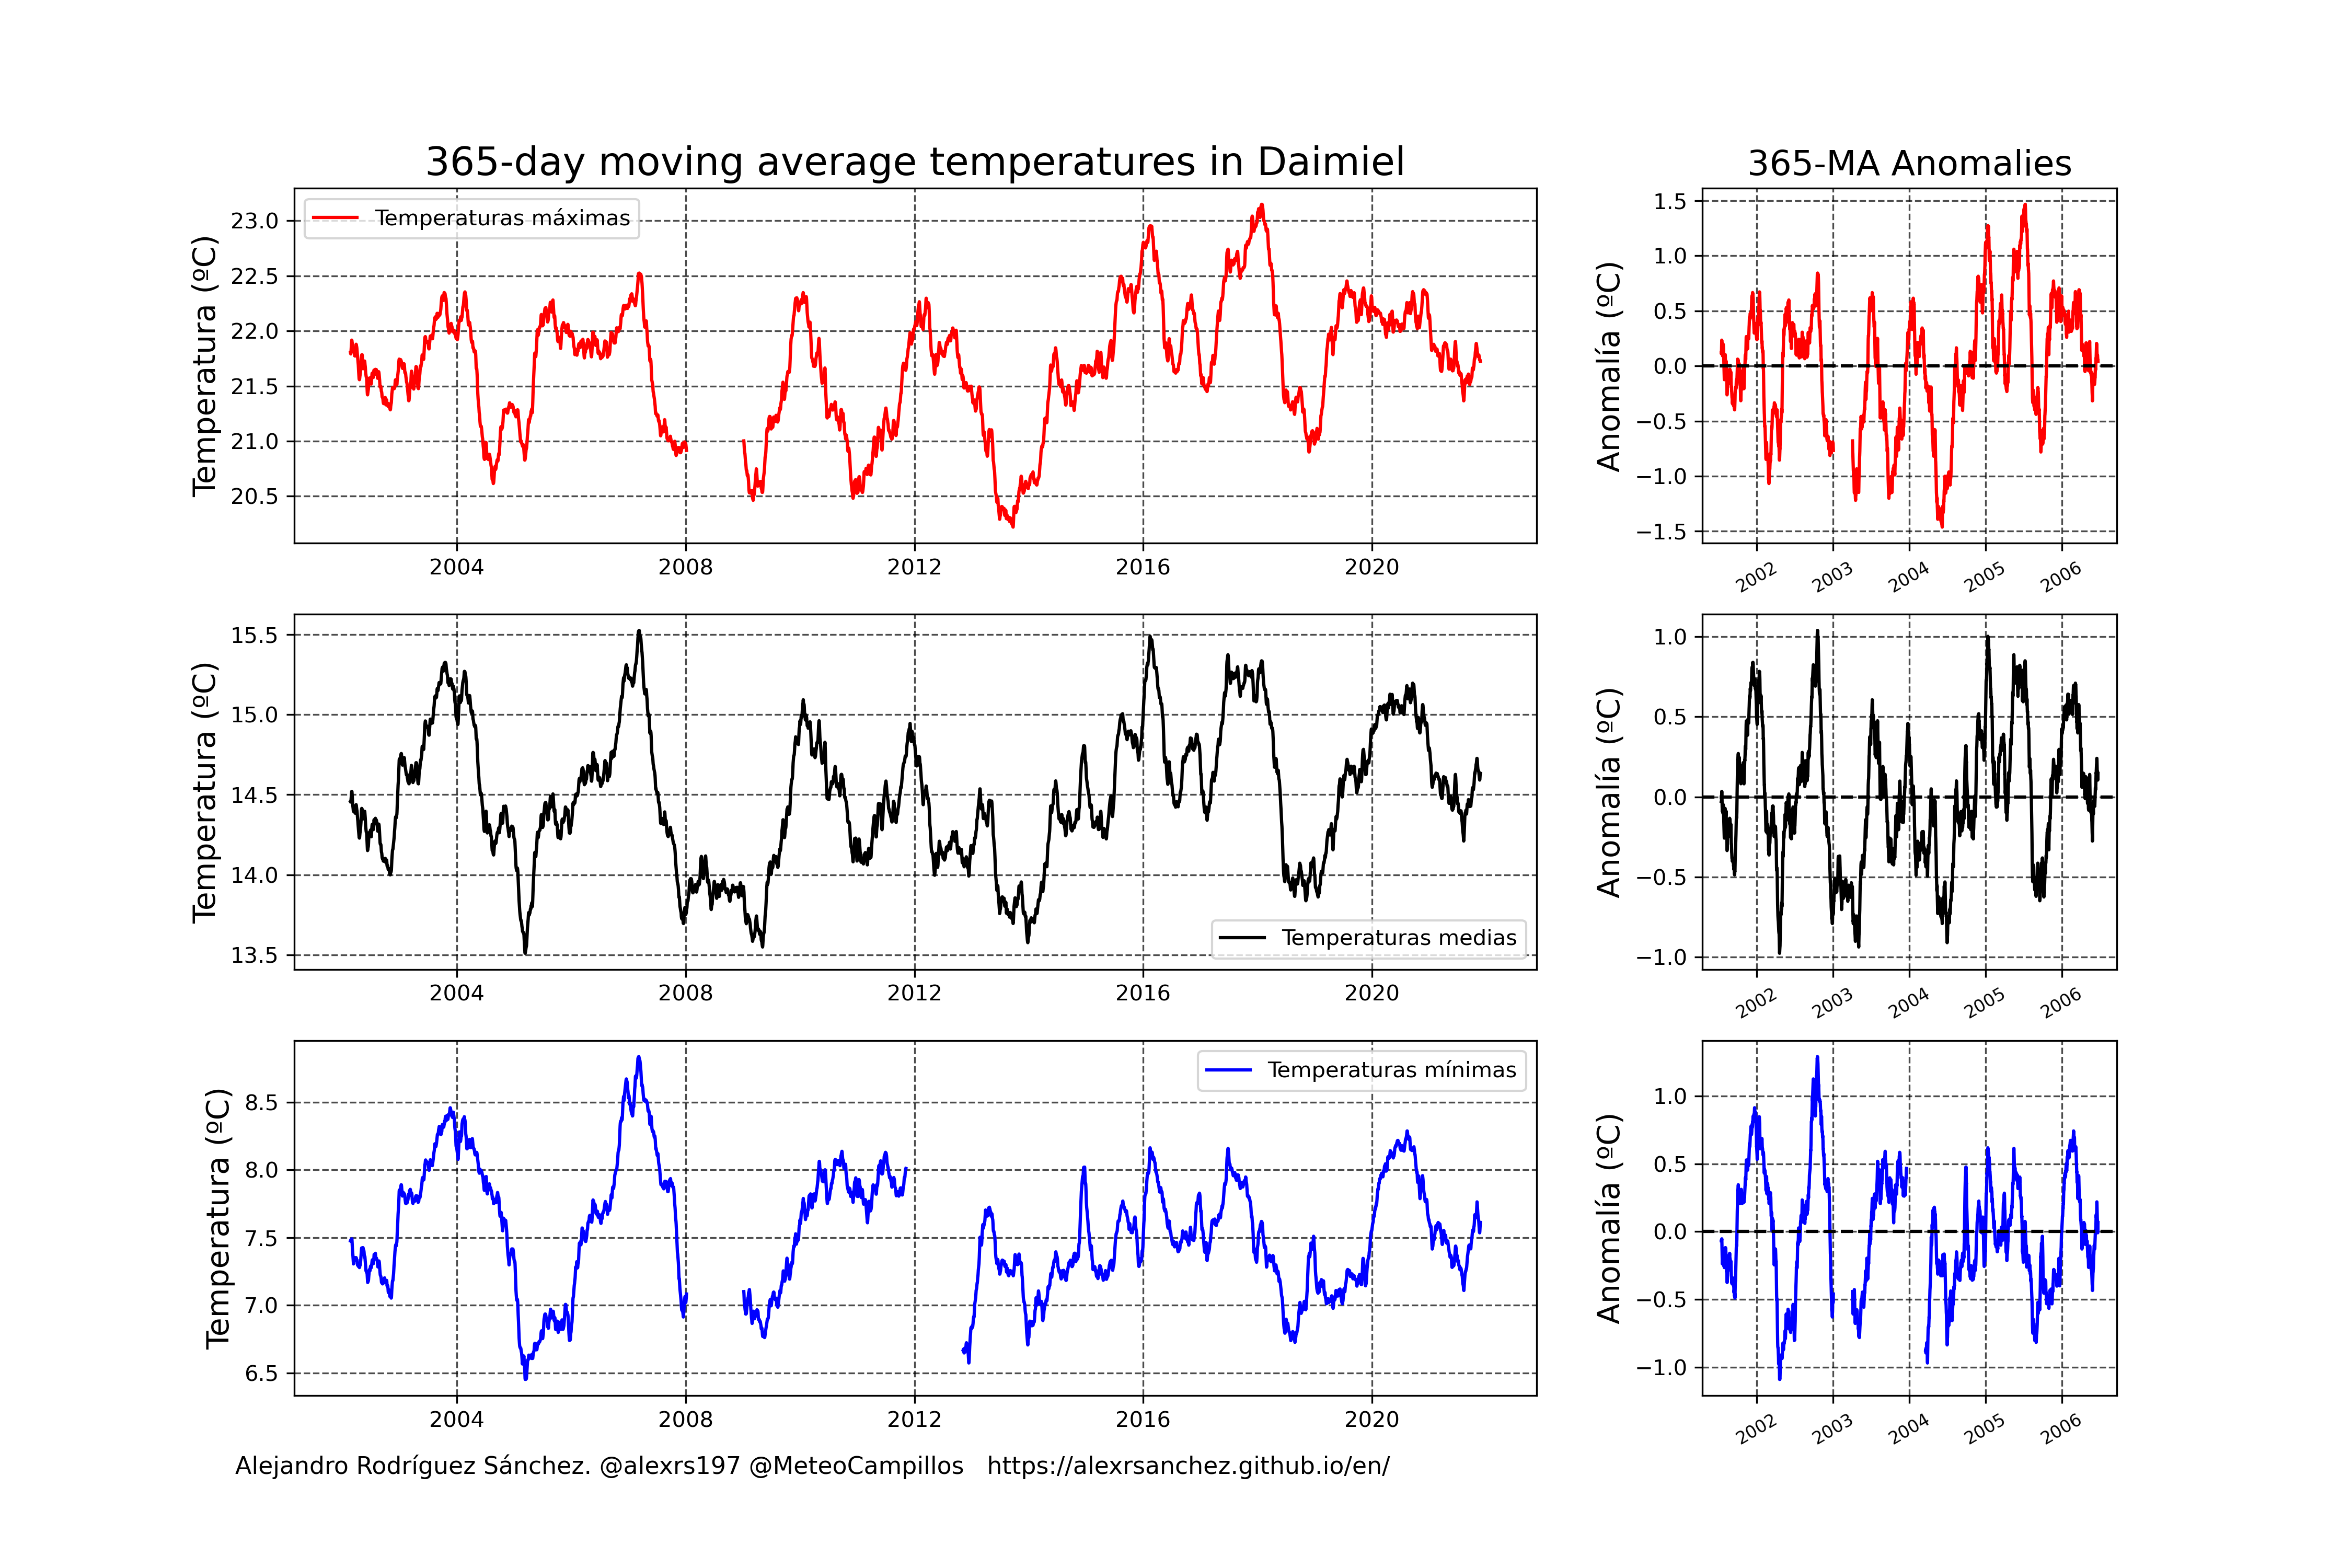 365-day moving average temperatures in Daimiel
Temperatura (ºC)
23.0
22.5
22.0
21.5
21.0
20.5
Temperaturas máximas
2004 2008 2012 2016 2020
365-MA Anomalies
Anomalía (ºC)
1.5
1.0
0.5
0.0
−0.5
−1.0
−1.5
2002 2003 2004 2005 2006
Temperatura (ºC)
15.5
15.0
14.5
14.0
13.5
Temperaturas medias
2004 2008 2012 2016 2020
Anomalía (ºC)
1.0
0.5
0.0
−0.5
−1.0
2002 2003 2004 2005 2006
Temperatura (ºC)
8.5
8.0
7.5
7.0
6.5
Temperaturas mínimas
2004 2008 2012 2016 2020
Anomalía (ºC)
1.0
0.5
0.0
−0.5
−1.0
2002 2003 2004 2005 2006
Alejandro Rodríguez Sánchez. @alexrs197 @MeteoCampillos https://alexrsanchez.github.io/en/